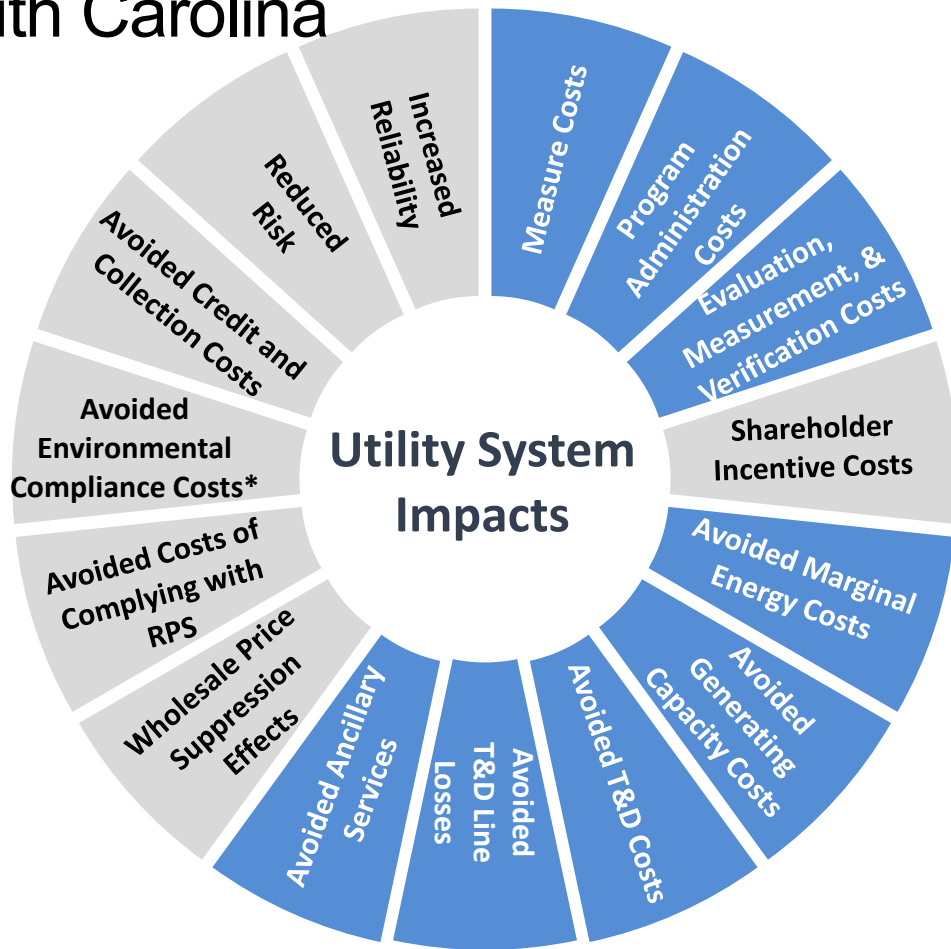 th Carolina
Measure Costs
Program
Administration
Costs
Evaluation,
Measurement, &
Verification Costs
Shareholder
Incentive Costs
Avoided Marginal
Energy Costs
Avoided
Generating
Capacity Costs
Avoided T&D Costs
Avoided
T&D Line
Losses
Avoided Ancillary
Services
Wholesale Price
Suppression
Effects
Avoided Costs of
Complying with
RPS
Avoided
Environmental
Compliance Costs*
Avoided Credit and
Collection Costs
Reduced
Risk
Increased
Reliability
Utility System
Impacts